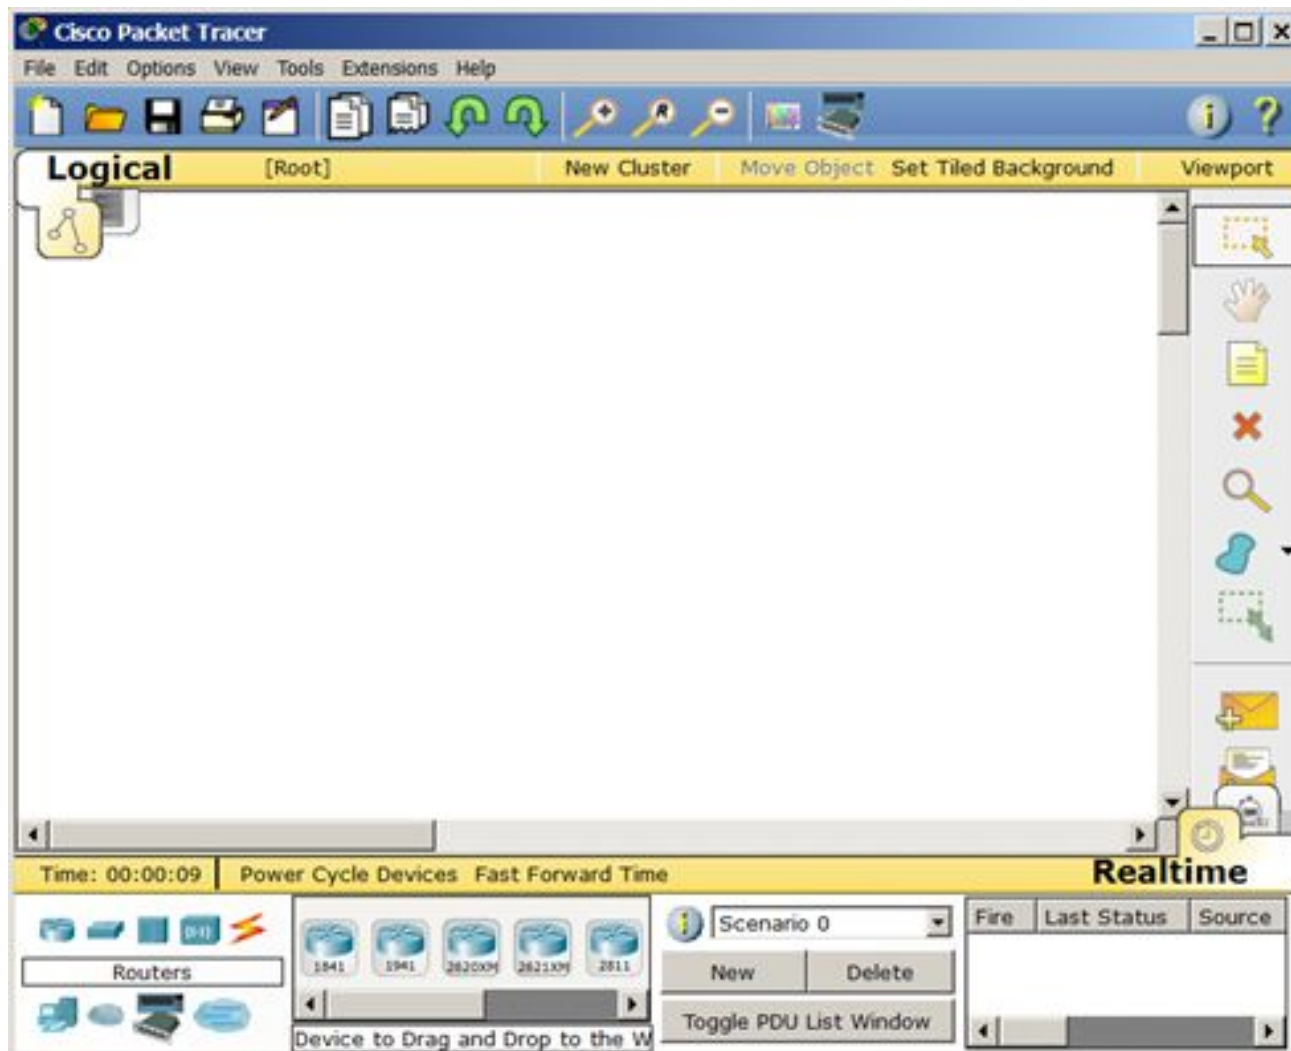 Cisco Packet Tracer
File Edit Options View Tools Extensions Help
Logical [Root] New Cluster Move Object Set Tiled Background Viewport
Time: 00:00:09 Power Cycle Devices Fast Forward Time Realtime
Scenario 0 Fire Last Status Source
1841 1941 2620XM 2621XM 2811
Routers New Delete
Toggle PDU List Window
Device to Drag and Drop to the W